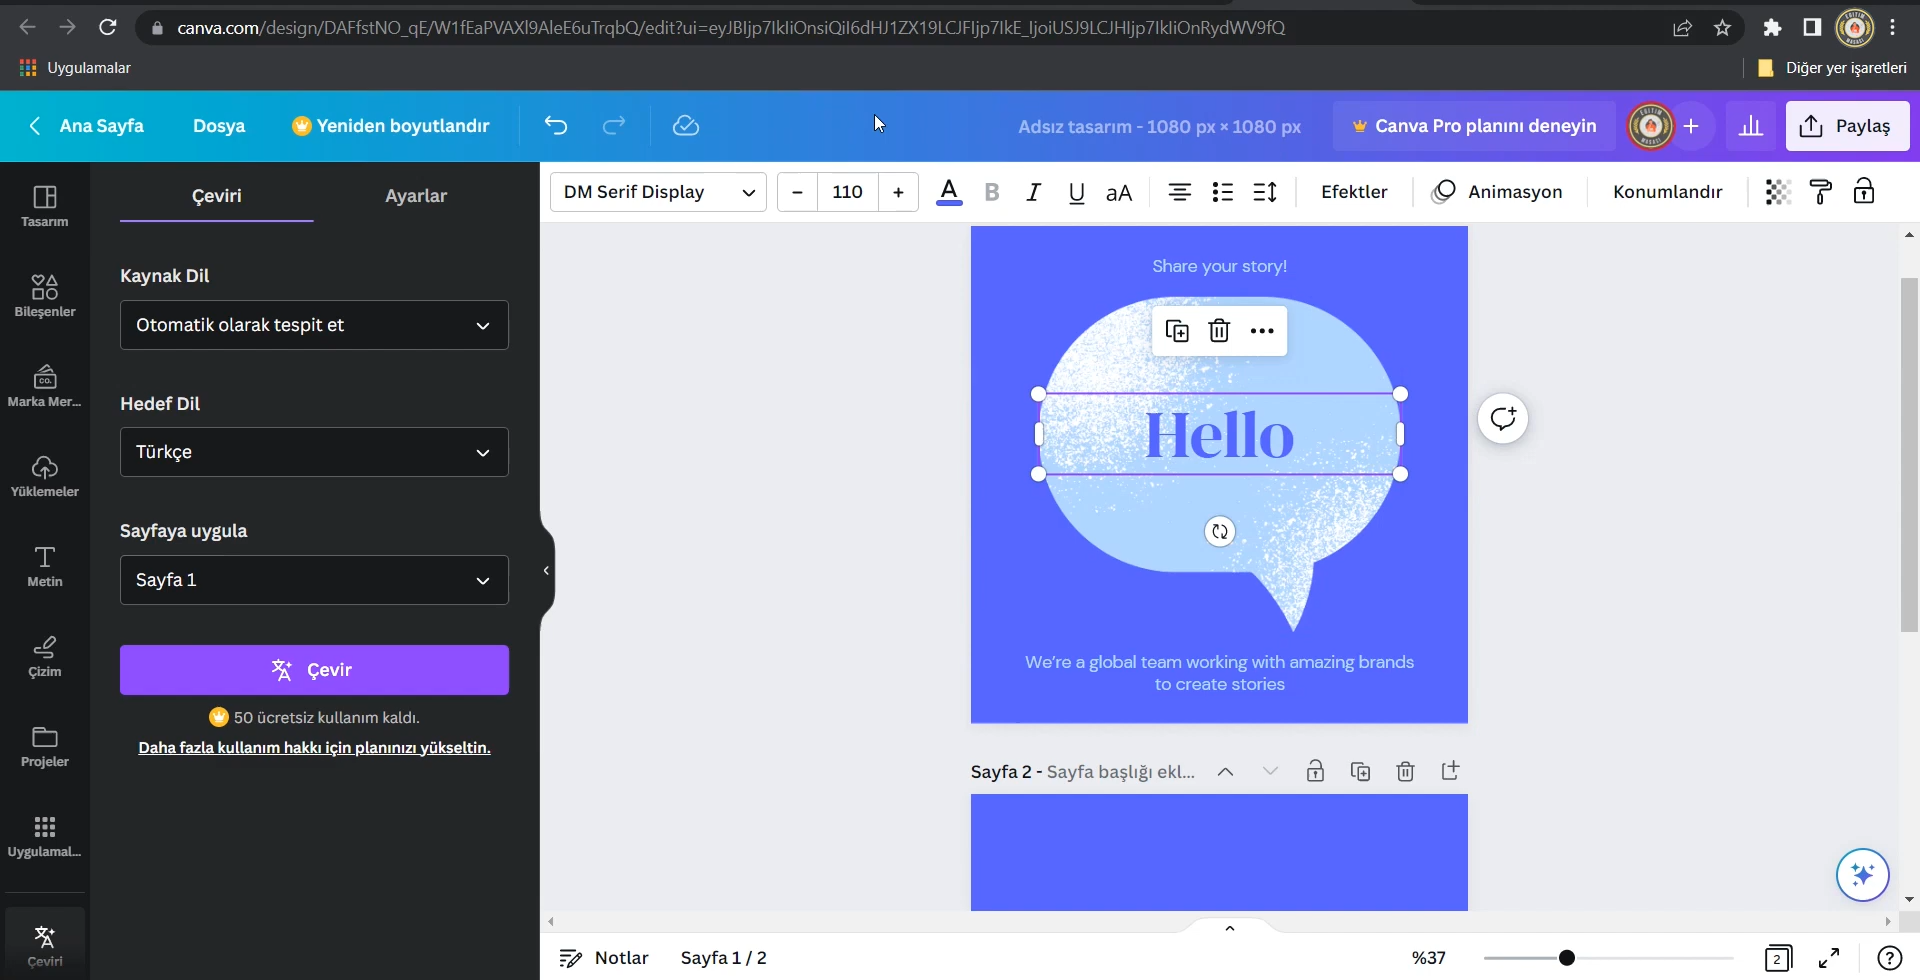 canva.com/design/DAFfstNO_qE/W1fEaPVAXl9AleE6uTrqbQ/edit?ui=eyJBIjp7IkIiOnsiQiI6dHJ1ZX19LCJFIjp7IkE_IjoiUSJ9LCJHIjp7IkIiOnRydWV9fQ
Uygulamalar
Diğer yer işaretleri
Ana Sayfa
Dosya
Yeniden boyutlandır
Adsız tasarım - 1080 px × 1080 px
Canva Pro planını deneyin
Paylaş
Tasarım
Bileşenler
Marka Mer...
Yüklemeler
Metin
Çizim
Projeler
Uygulamal...
Çeviri
Çeviri
Ayarlar
Kaynak Dil
Otomatik olarak tespit et
Hedef Dil
Türkçe
Sayfaya uygula
Sayfa 1
Çevir
50 ücretsiz kullanım kaldı.
Daha fazla kullanım hakkı için planınızı yükseltin.
DM Serif Display
- 110 +
A B I U aA
Efektler
Animasyon
Konumlandır
Share your story!
Hello
We're a global team working with amazing brands
to create stories
Sayfa 2 - Sayfa başlığı ekl...
Notlar
Sayfa 1 / 2
%37
2